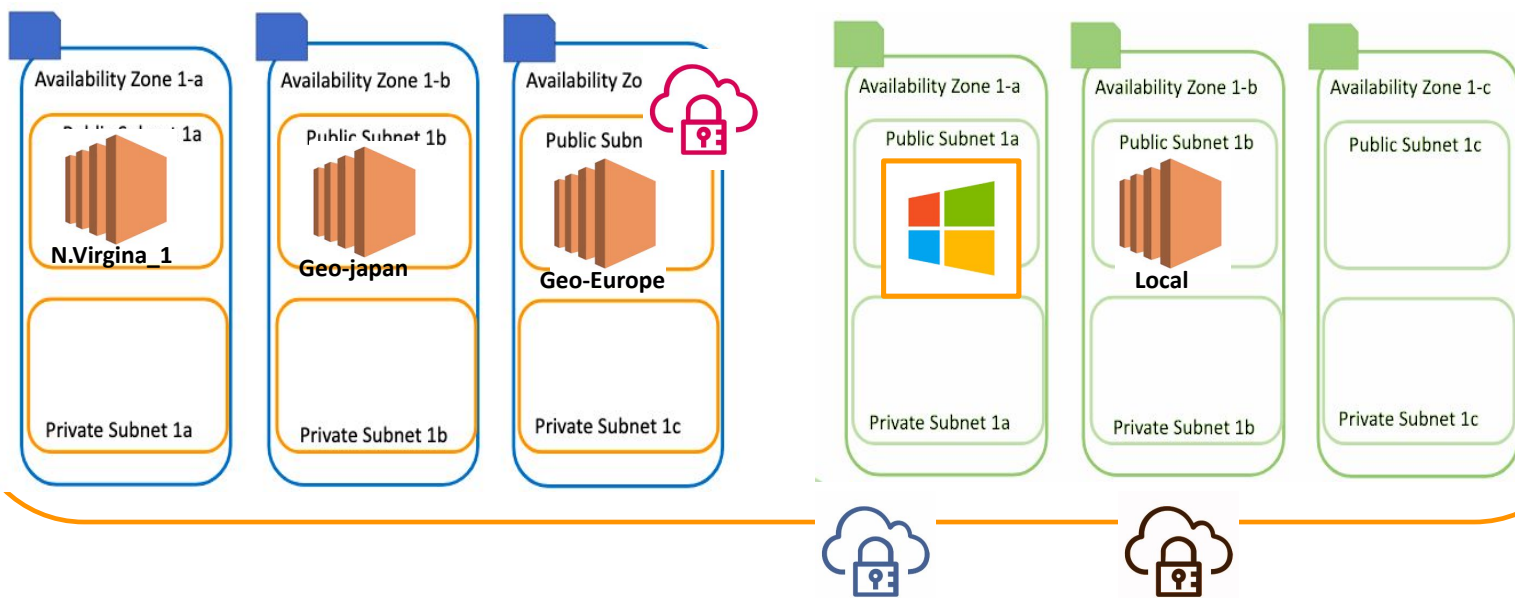 Availability Zone 1-a
1a
N.Virgina_1
Private Subnet 1a
Availability Zone 1-b
Public Subnet 1b
Geo-japan
Private Subnet 1b
Availability
Public
Geo-Europe
Private Subnet 1c
Availability Zone 1-a
Public Subnet 1a
Private Subnet 1a
Availability Zone 1-b
Public Subnet 1b
Local
Private Subnet 1b
Availability Zone 1-c
Public Subnet 1c
Private Subnet 1c